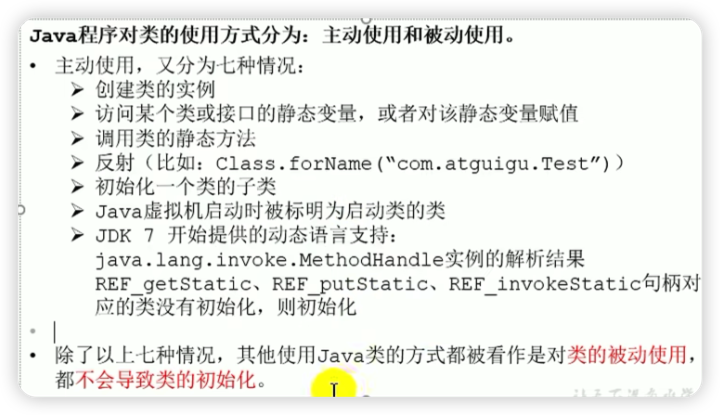 Java程序对类的使用方式分为：主动使用和被动使用。
• 主动使用，又分为七种情况：
➢ 创建类的实例
➢ 访问某个类或接口的静态变量，或者对该静态变量赋值
➢ 调用类的静态方法
➢ 反射（比如：Class.forName(“com.atguigu.Test”)）
➢ 初始化一个类的子类
➢ Java虚拟机启动时被标明为启动类的类
➢ JDK 7 开始提供的动态语言支持：
java.lang.invoke.MethodHandle实例的解析结果
REF_getStatic、REF_putStatic、REF_invokeStatic句柄对
应的类没有初始化，则初始化
•
• 除了以上七种情况，其他使用Java类的方式都被看作是对类的被动使用，
都不会导致类的初始化。